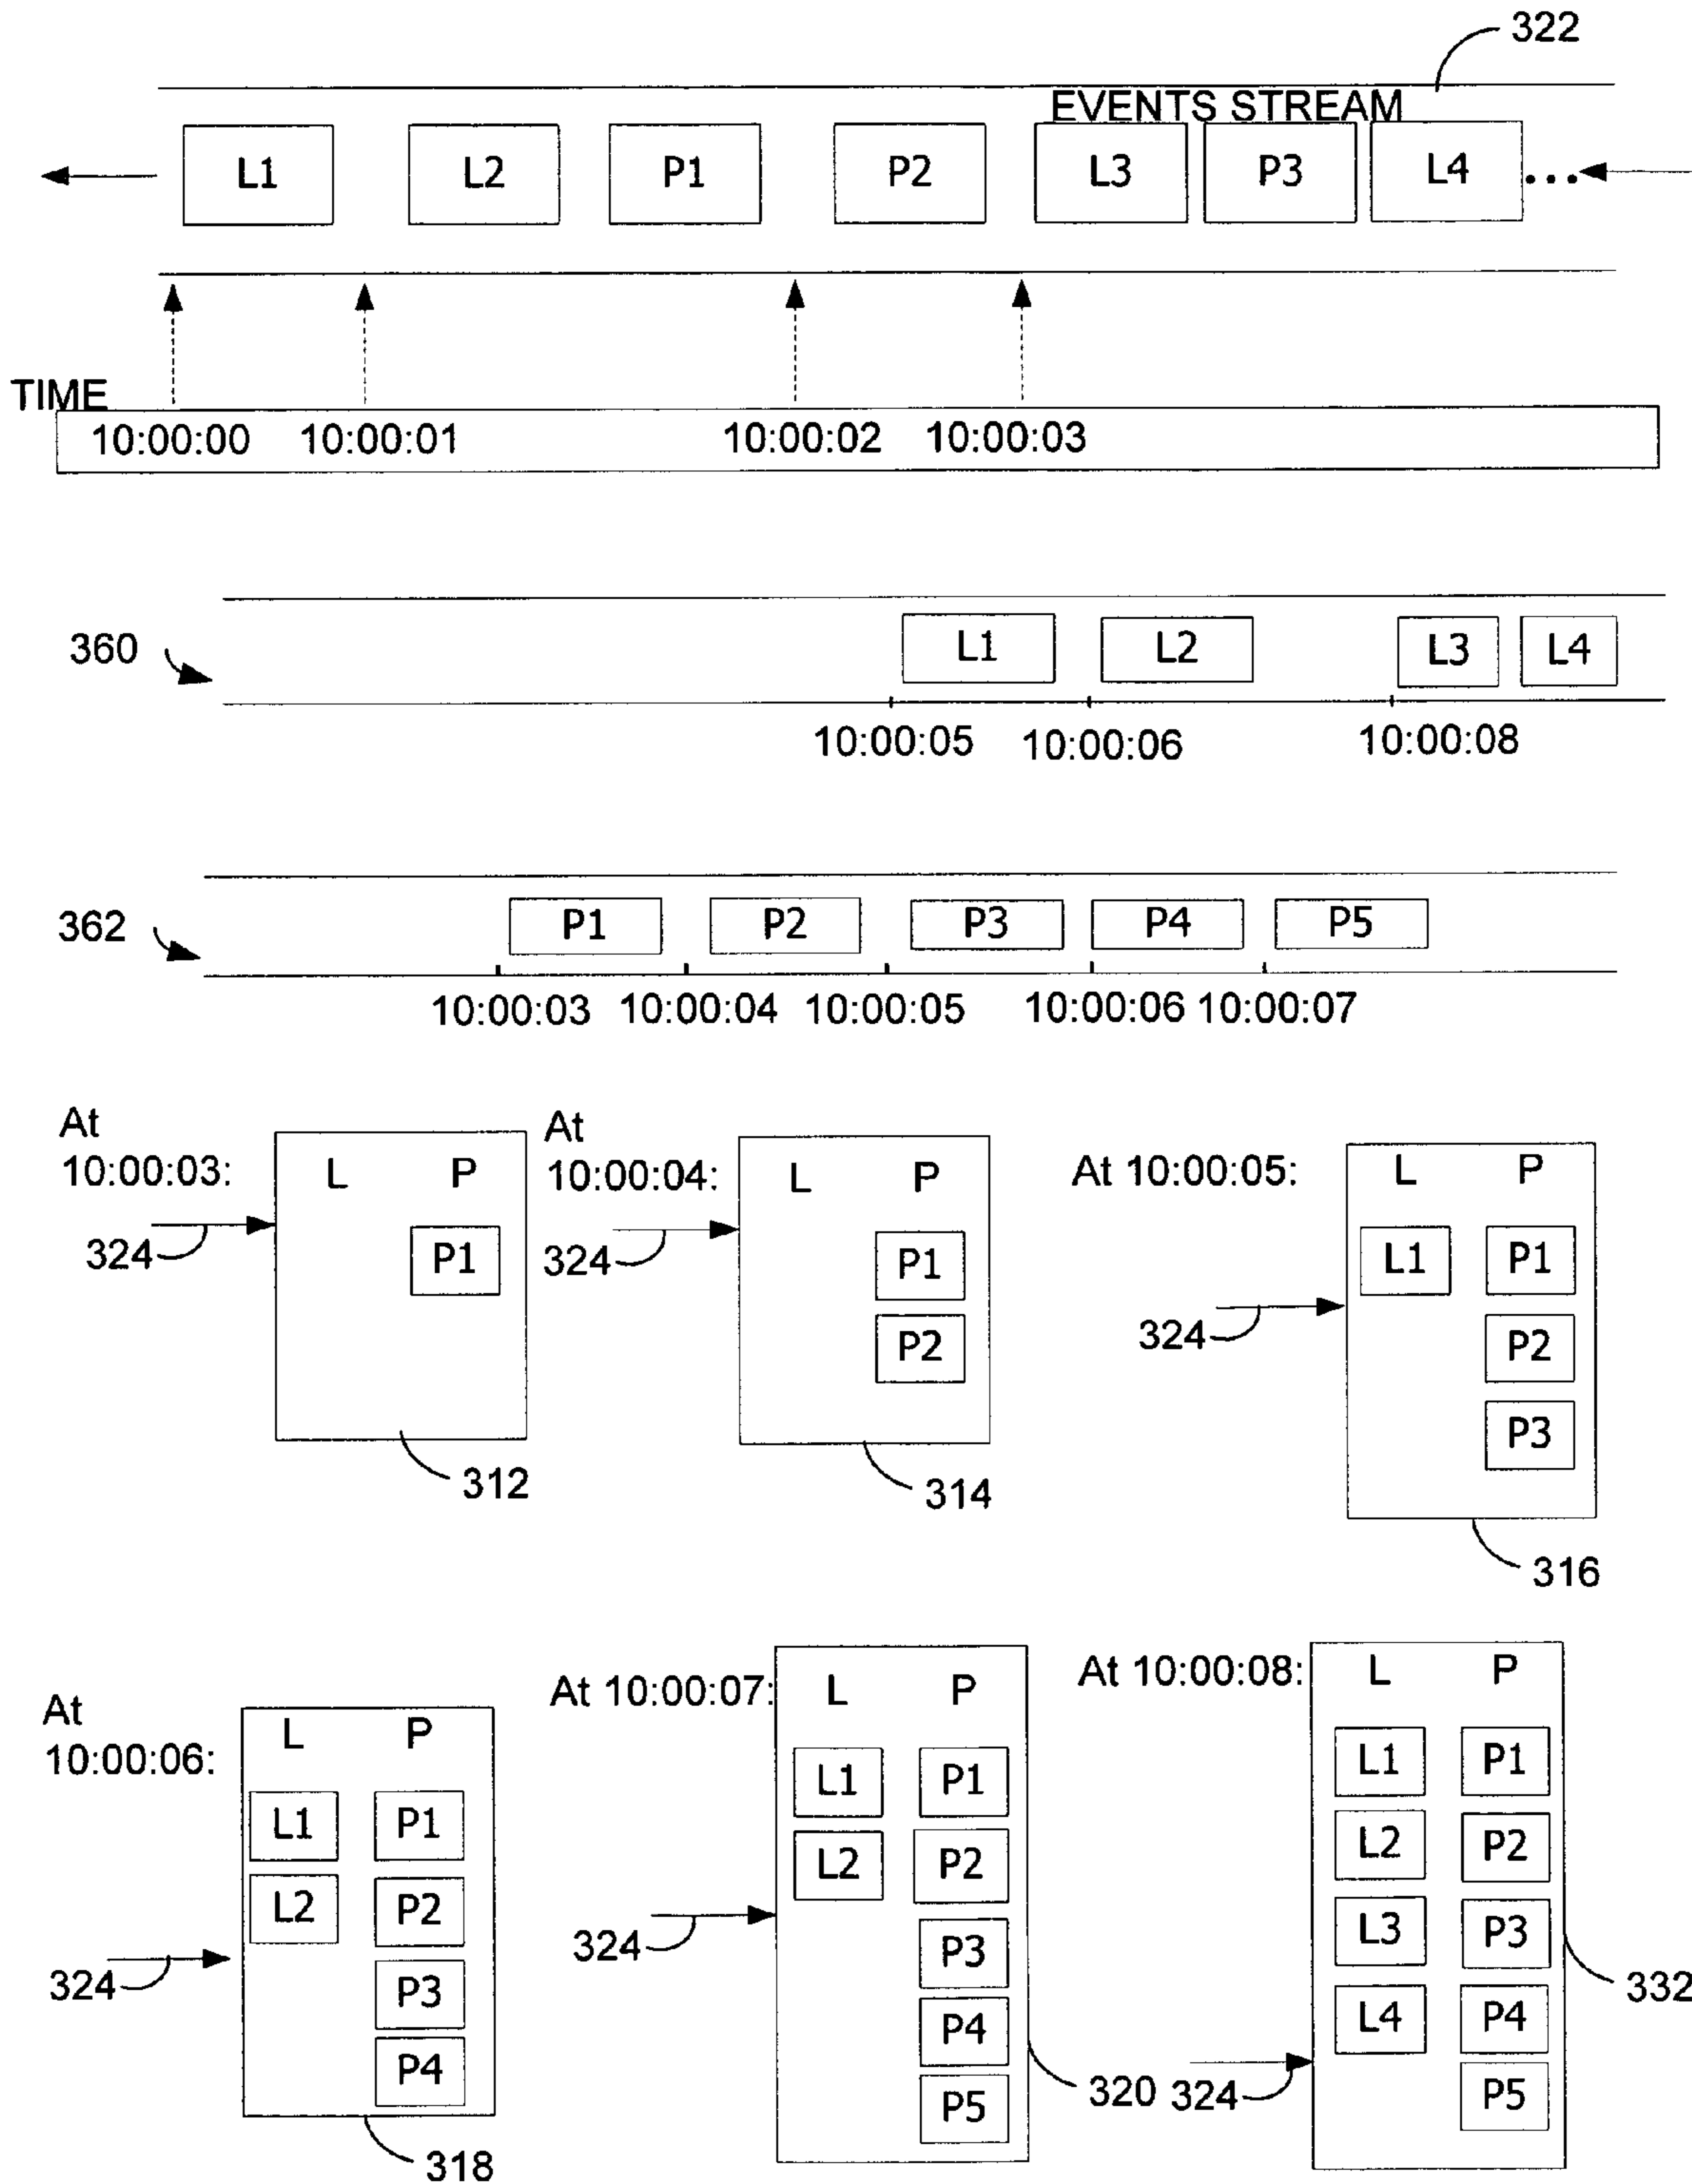 322
EVENTS STREAM
L1 L2 P1 P2 L3 P3 L4 ...
TIME
10:00:00 10:00:01 10:00:02 10:00:03
360 L1 L2 L3 L4
10:00:05 10:00:06 10:00:08
362 P1 P2 P3 P4 P5
10:00:03 10:00:04 10:00:05 10:00:06 10:00:07
At
10:00:03:
L P
324
P1
312
At
10:00:04:
L P
324
P1
P2
314
At 10:00:05:
L P
L1 P1
324
P2
P3
316
At
10:00:06:
L P
L1 P1
L2 P2
324
P3
P4
318
At 10:00:07:
L P
L1 P1
L2 P2
324
P3
P4
P5
320
At 10:00:08:
L P
L1 P1
L2 P2
L3 P3
332
L4 P4
324
P5